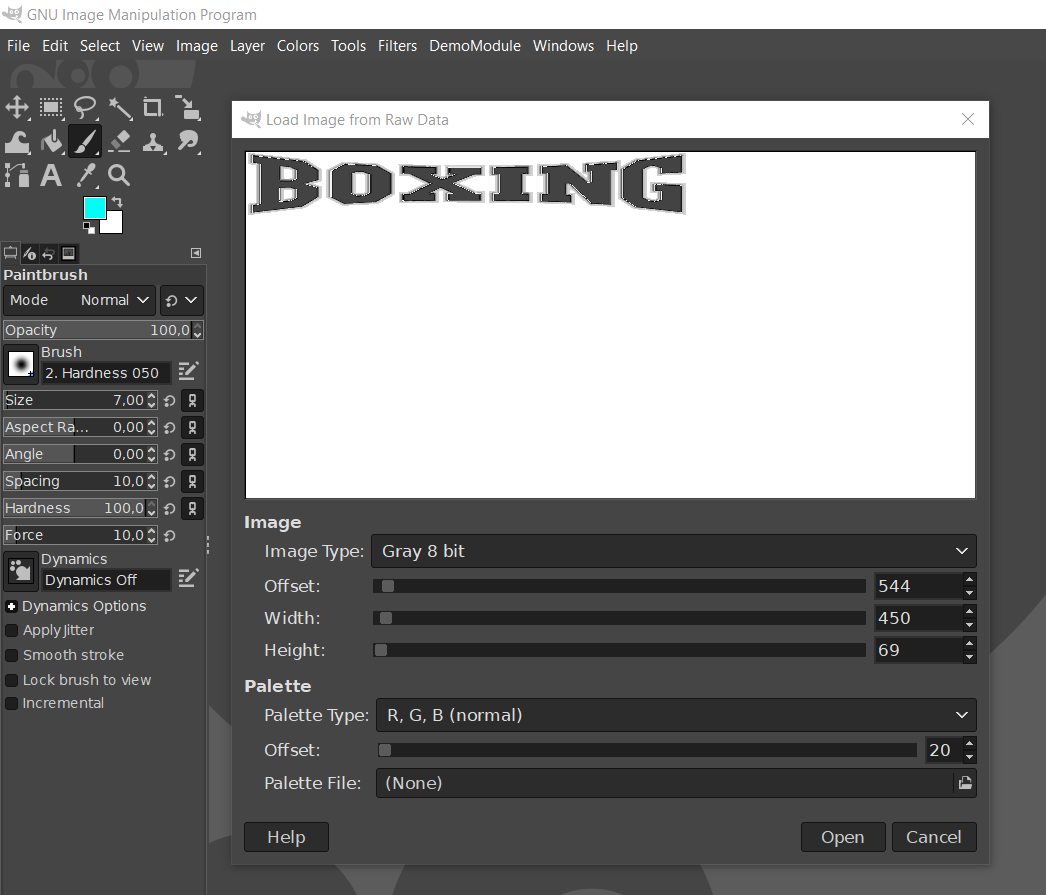 GNU Image Manipulation Program
File Edit Select View Image Layer Colors Tools Filters DemoModule Windows Help
Load Image from Raw Data
BOXING
Paintbrush
Mode Normal
Opacity 100,0
Brush
2. Hardness 050
Size 7,00
Aspect Ra... 0,00
Angle 0,00
Spacing 10,0
Hardness 100,0
Force 10,0
Dynamics
Dynamics Off
Dynamics Options
Apply Jitter
Smooth stroke
Lock brush to view
Incremental
Image
Image Type: Gray 8 bit
Offset: 544
Width: 450
Height: 69
Palette
Palette Type: R, G, B (normal)
Offset: 20
Palette File: (None)
Help Open Cancel